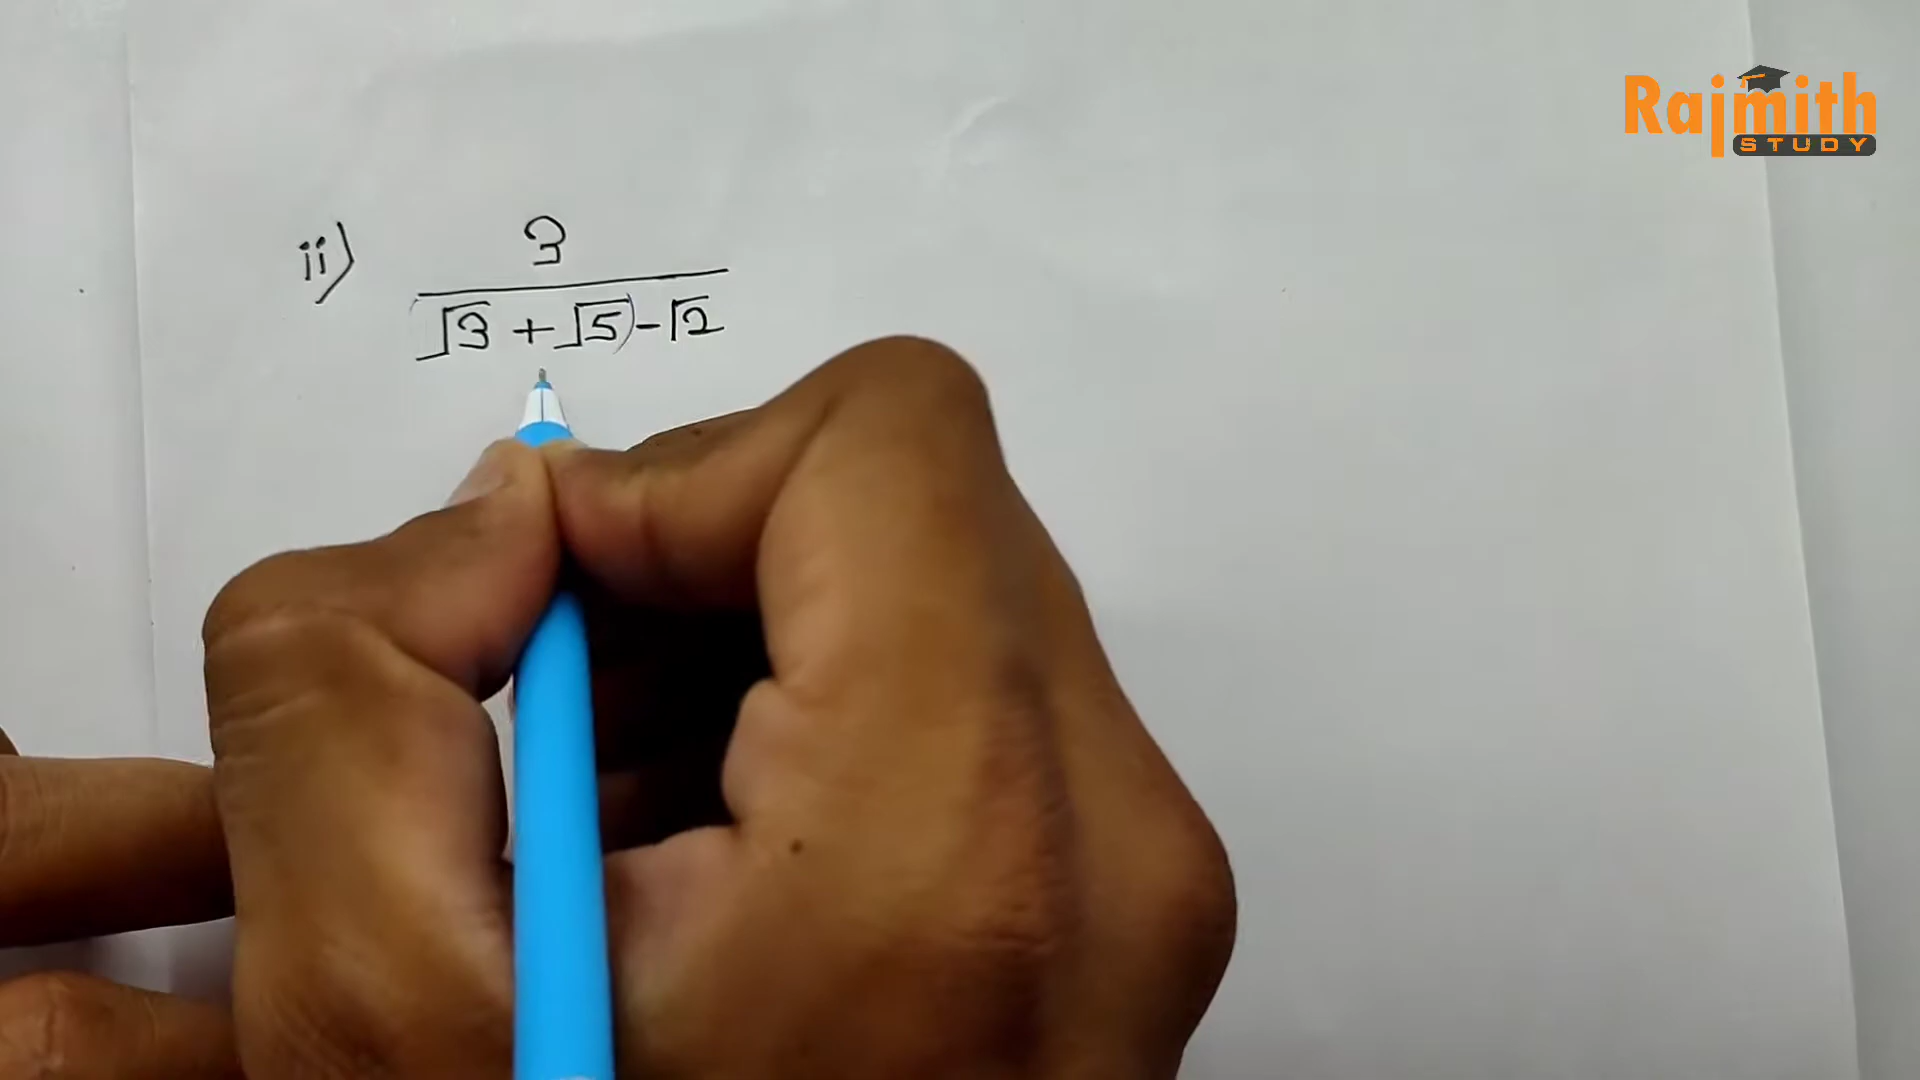 Rajmith
STUDY
ii) 3
(√3 + √5) - √2